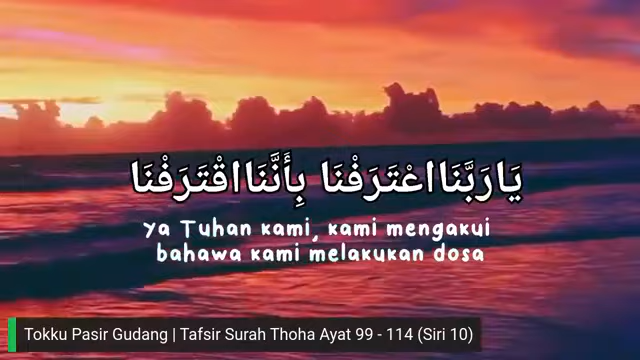 يَارَبَّنَااعْتَرَفْنَا بِأَنَّنَااقْتَرَفْنَا
Ya Tuhan kami, kami mengakui
bahawa kami melakukan dosa
Tokku Pasir Gudang | Tafsir Surah Thoha Ayat 99 - 114 (Siri 10)